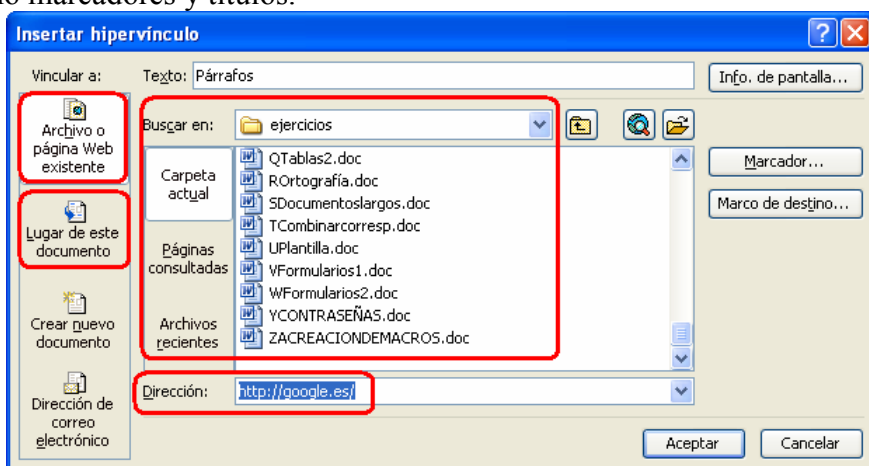 marcadores y títulos.
Insertar hipervínculo
Vincular a:
Texto: Párrafos
Info. de pantalla...
Archivo o
página Web
existente
Buscar en: ejercicios
Carpeta
actual
QTablas2.doc
ROrtografía.doc
SDocumentoslargos.doc
TCombinarcorresp.doc
UPlantilla.doc
VFormularios1.doc
WFormularios2.doc
YCONTRASEÑAS.doc
ZACREACIONDEMACROS.doc
Marcador...
Marco de destino...
Lugar de este
documento
Páginas
consultadas
Crear nuevo
documento
Archivos
recientes
Dirección: http://google.es/
Dirección de
correo
electrónico
Aceptar
Cancelar